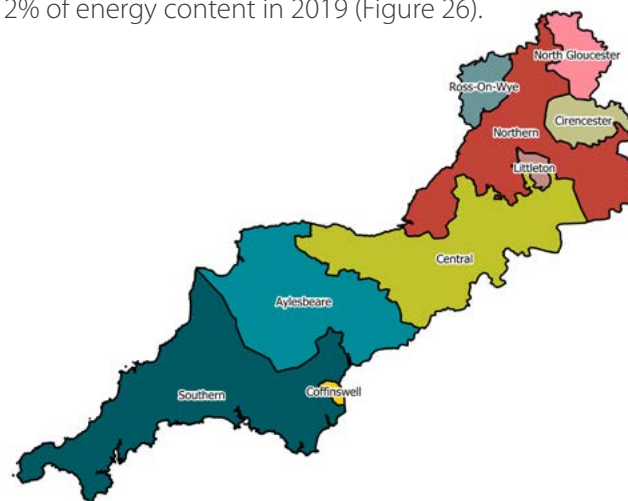 2% of energy content in 2019 (Figure 26).
North Gloucester
Ross-On-Wye
Cirencester
Northern
Littleton
Central
Aylesbeare
Coffinswell
Southern